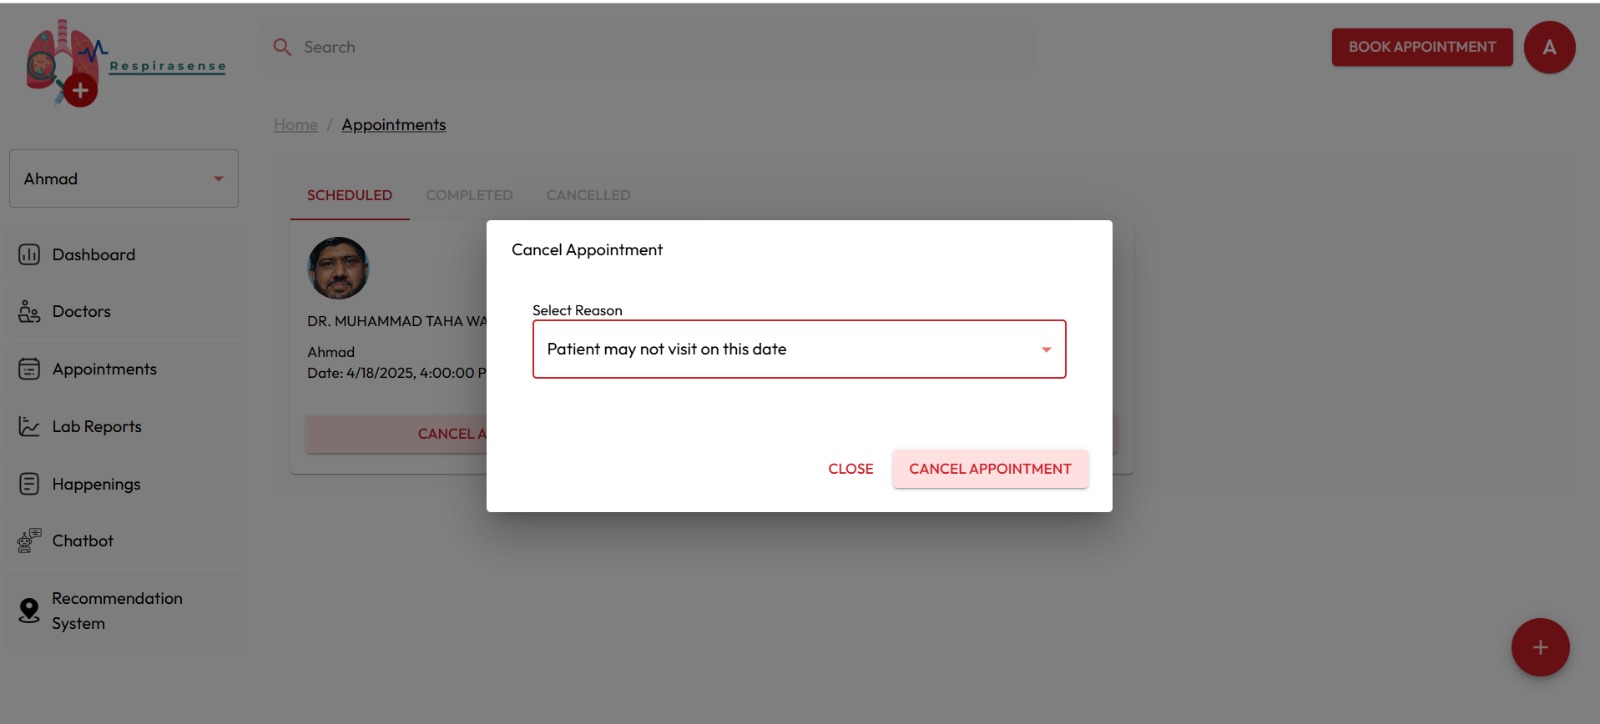 Respirasense
Search
BOOK APPOINTMENT
A
Home / Appointments
Ahmad
SCHEDULED
COMPLETED
CANCELLED
Dashboard
Doctors
Appointments
Lab Reports
Happenings
Chatbot
Recommendation
System
DR. MUHAMMAD TAHA WA
Ahmad
Date: 4/18/2025, 4:00:00 P
CANCEL A
Cancel Appointment
Select Reason
Patient may not visit on this date
CLOSE
CANCEL APPOINTMENT